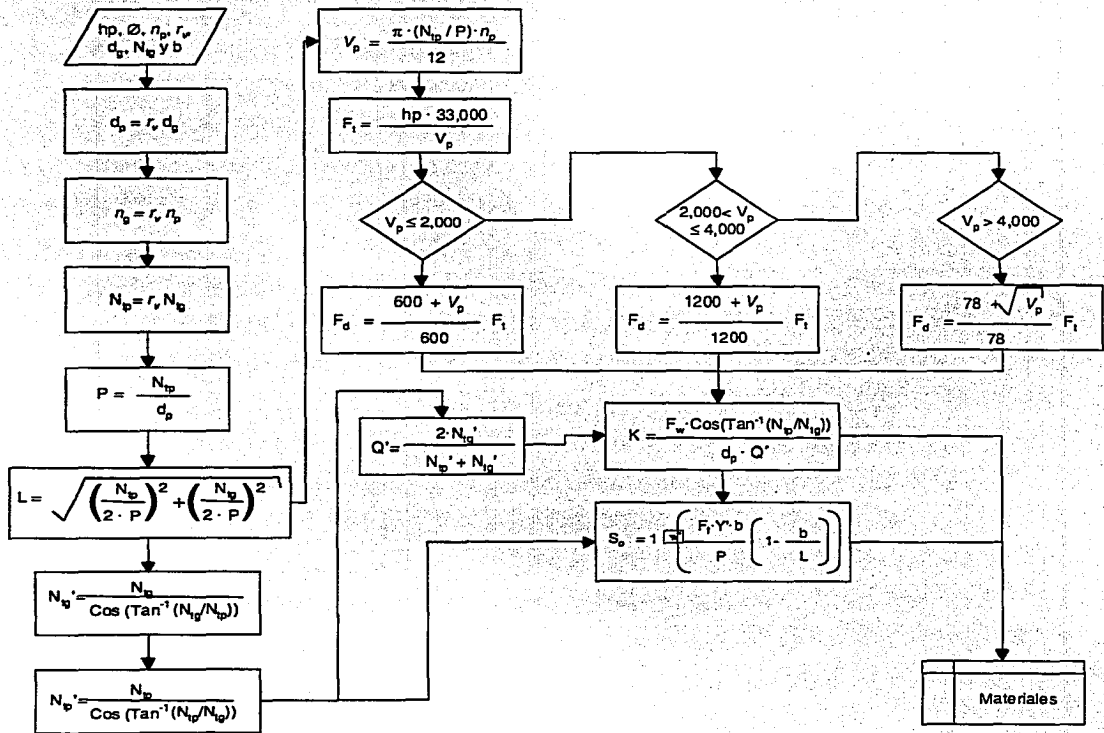 hp, Ø, n_p, r_v,
d_g, N_tg y b
d_p = r_v d_g
n_g = r_v n_p
N_tp = r_v N_tg
P = N_tp / d_p
L = √((N_tp / 2 · P)^2 + (N_tg / 2 · P)^2)
N_tg' = N_tg / Cos (Tan^-1 (N_tg/N_tp))
N_tp' = N_tp / Cos (Tan^-1 (N_tp/N_tg))
V_p = π · (N_tp / P) · n_p / 12
F_t = hp · 33,000 / V_p
V_p ≤ 2,000
2,000 < V_p
≤ 4,000
V_p > 4,000
F_d = (600 + V_p / 600) F_t
F_d = (1200 + V_p / 1200) F_t
F_d = (78 + √V_p / 78) F_t
Q' = 2 · N_tg' / N_tp' + N_tg'
K = F_w · Cos(Tan^-1 (N_tp/N_tg)) / d_p · Q'
S_o = 1 (F_t · Y' · b / P (1 - b / L))
Materiales